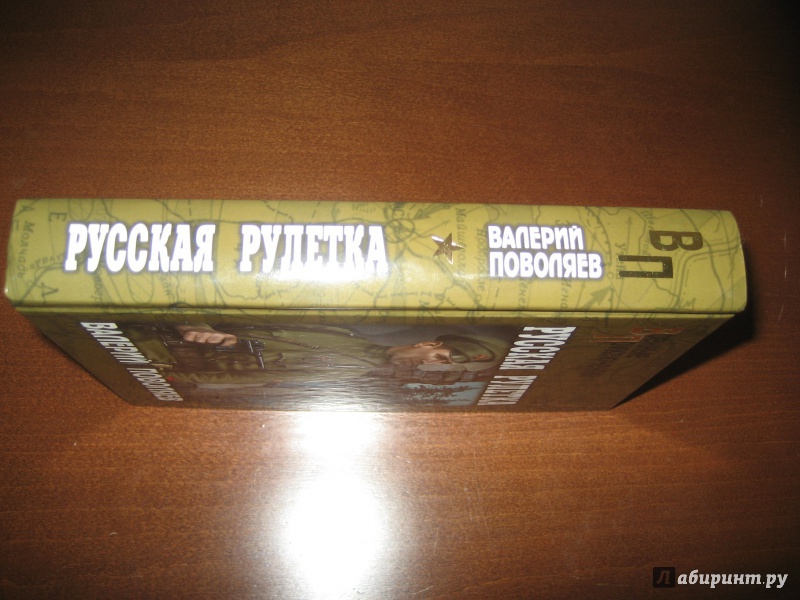 РУССКАЯ РУЛЕТКА
ВАЛЕРИЙ
ПОВОЛЯЕВ
ВП
ВАЛЕРИЙ ПОВОЛЯЕВ
РУССКАЯ РУЛЕТКА
Лабиринт.ру